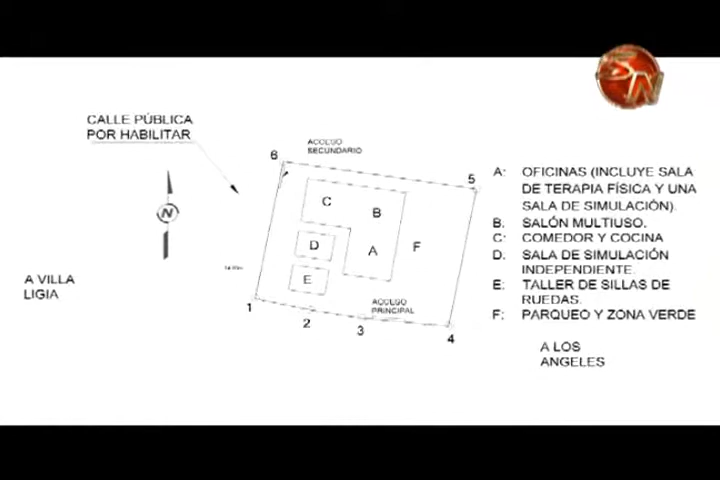 SN
CALLE PÚBLICA
POR HABILITAR
ACCESO
SECUNDARIO
6
5
N
C
B
D
A
F
E
A VILLA
LIGIA
1
2
3
4
ACCESO
PRINCIPAL
A: OFICINAS (INCLUYE SALA
DE TERAPIA FÍSICA Y UNA
SALA DE SIMULACIÓN).
B. SALÓN MULTIUSO.
C: COMEDOR Y COCINA
D. SALA DE SIMULACIÓN
INDEPENDIENTE.
E: TALLER DE SILLAS DE
RUEDAS.
F: PARQUEO Y ZONA VERDE
A LOS
ANGELES